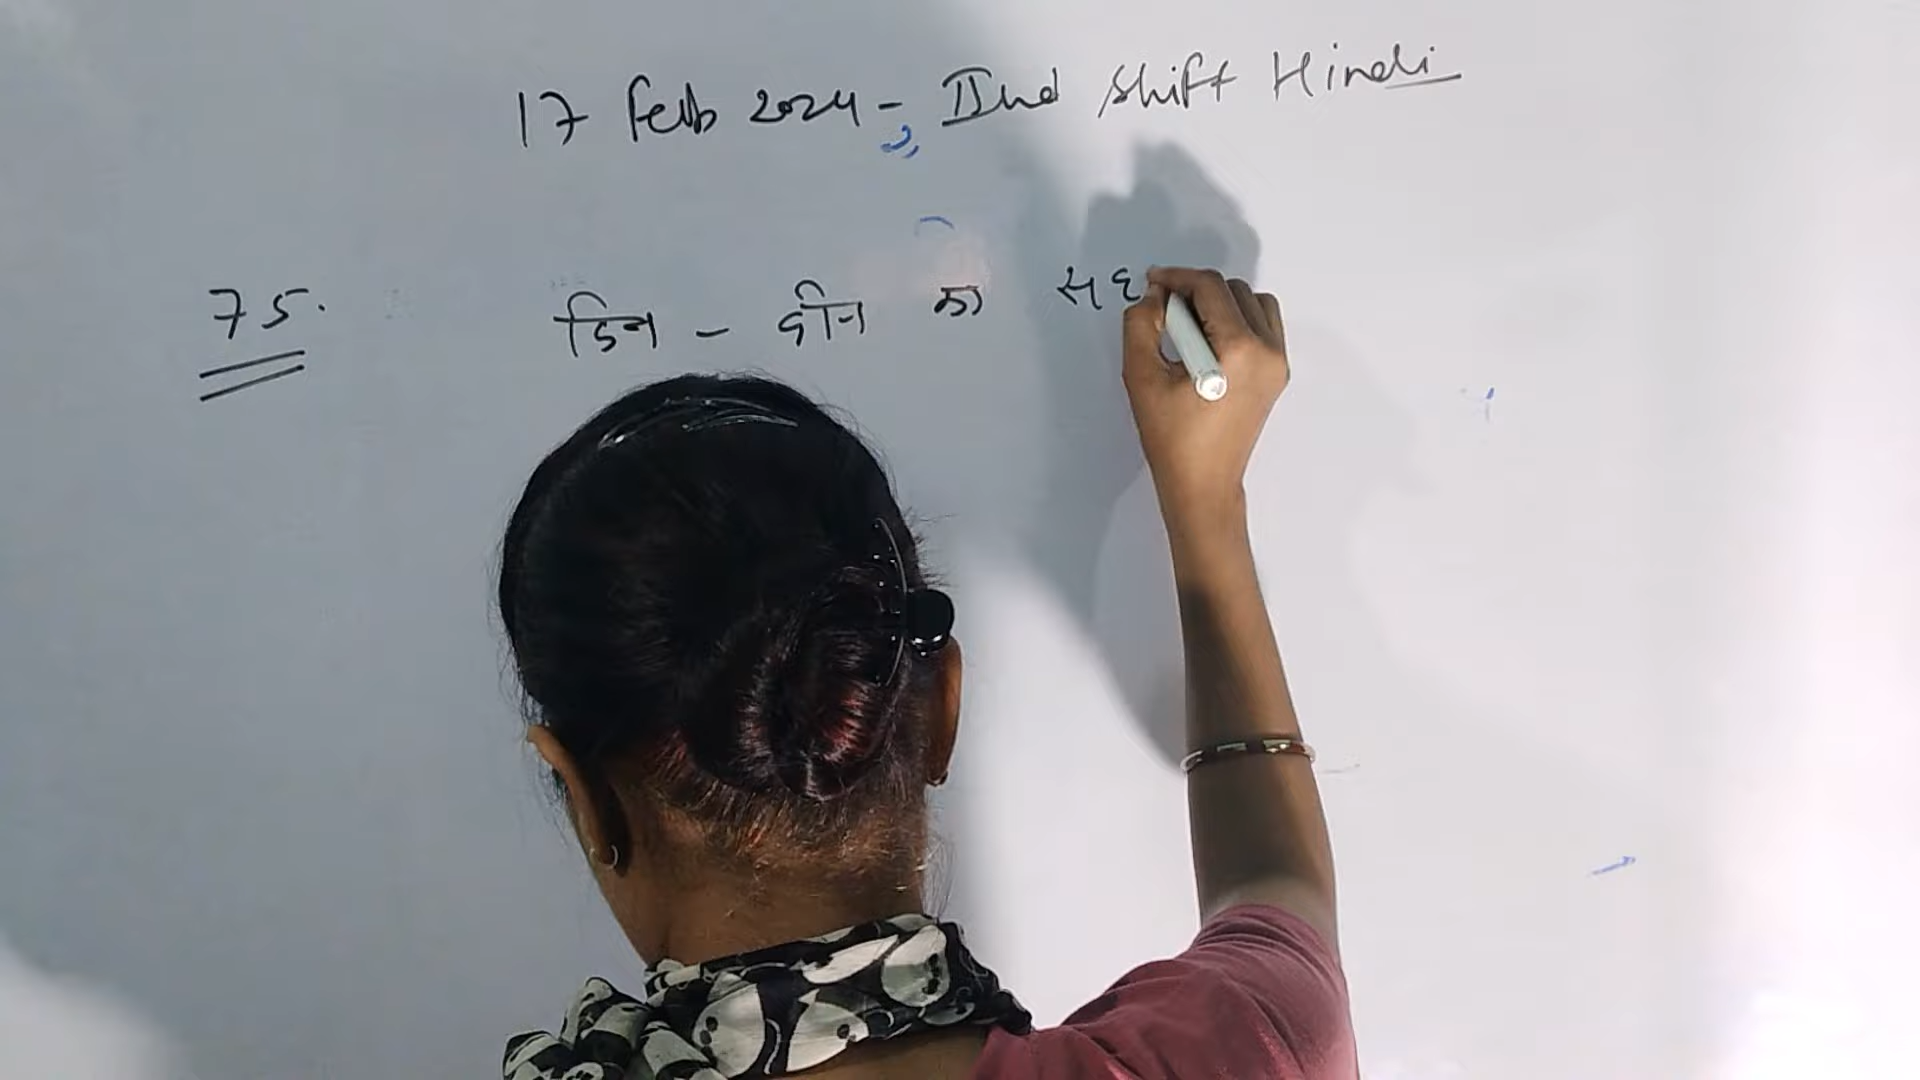 17 Feb 2024 - IInd Shift Hindi
75. दिन - दीन का सह